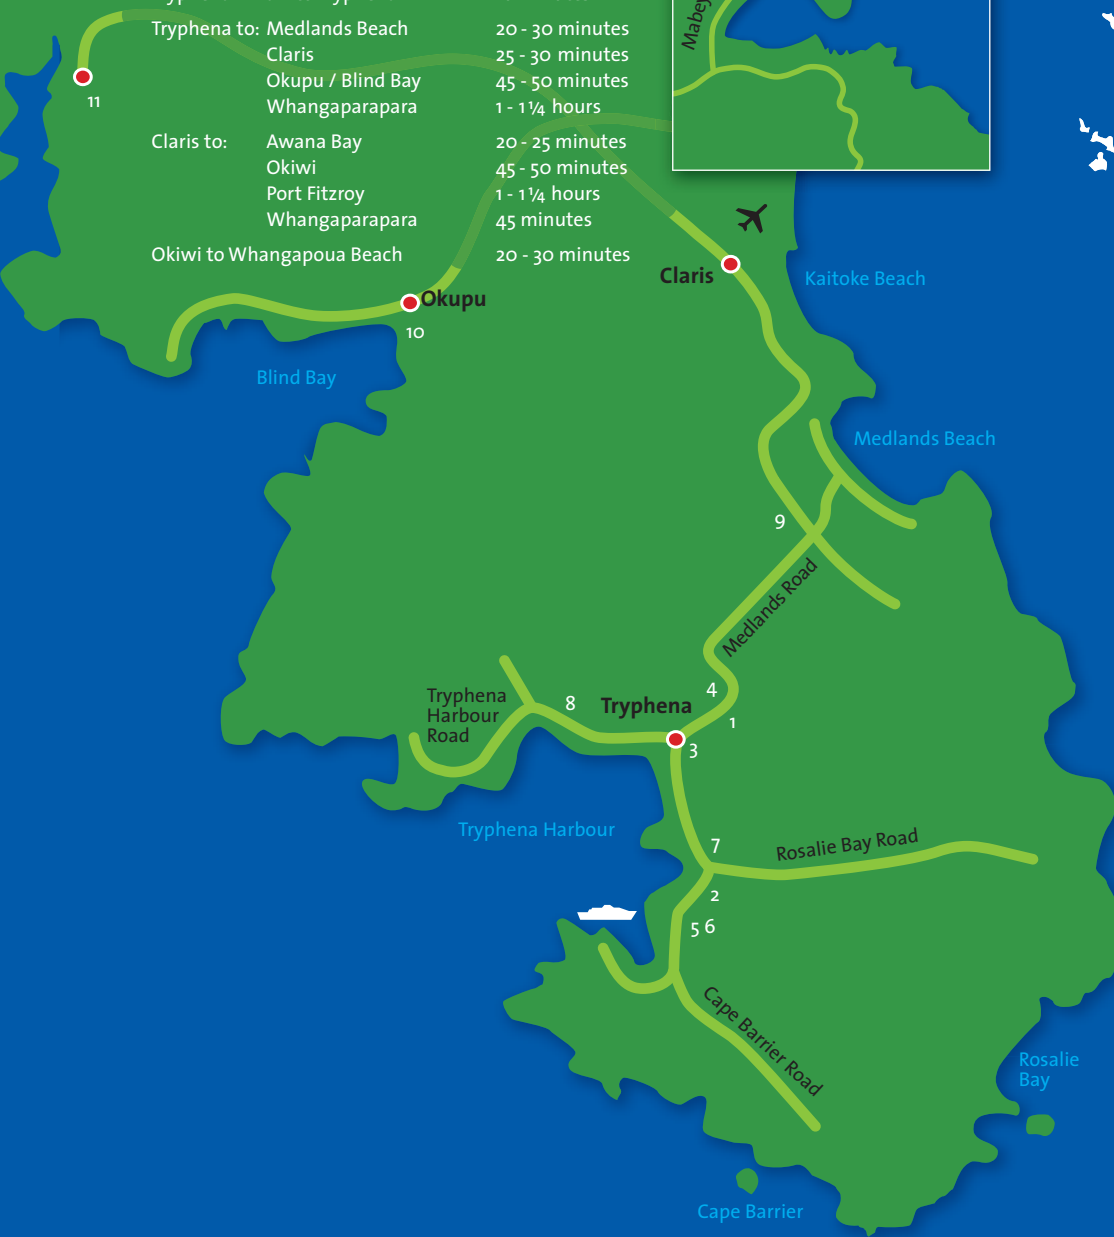 Tryphena to: Medlands Beach 20 - 30 minutes
Claris 25 - 30 minutes
Okupu / Blind Bay 45 - 50 minutes
Whangaparapara 1 - 1¼ hours
Claris to: Awana Bay 20 - 25 minutes
Okiwi 45 - 50 minutes
Port Fitzroy 1 - 1¼ hours
Whangaparapara 45 minutes
Okiwi to Whangapoua Beach 20 - 30 minutes
Mabey
11
Claris
Kaitoke Beach
Okupu
10
Blind Bay
Medlands Beach
9
Medlands Road
Tryphena
Harbour
Road
8
Tryphena
4
1
3
Tryphena Harbour
7
Rosalie Bay Road
2
5 6
Cape Barrier Road
Rosalie
Bay
Cape Barrier